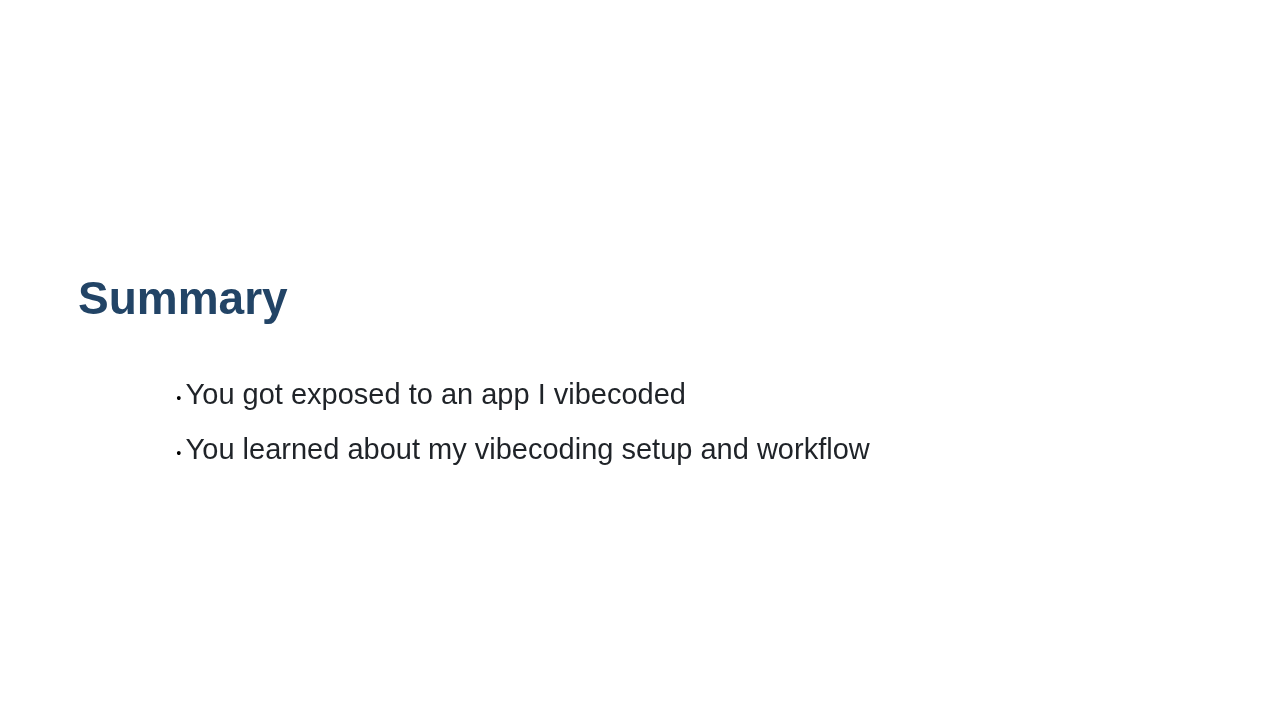 Summary
• You got exposed to an app I vibecoded
• You learned about my vibecoding setup and workflow